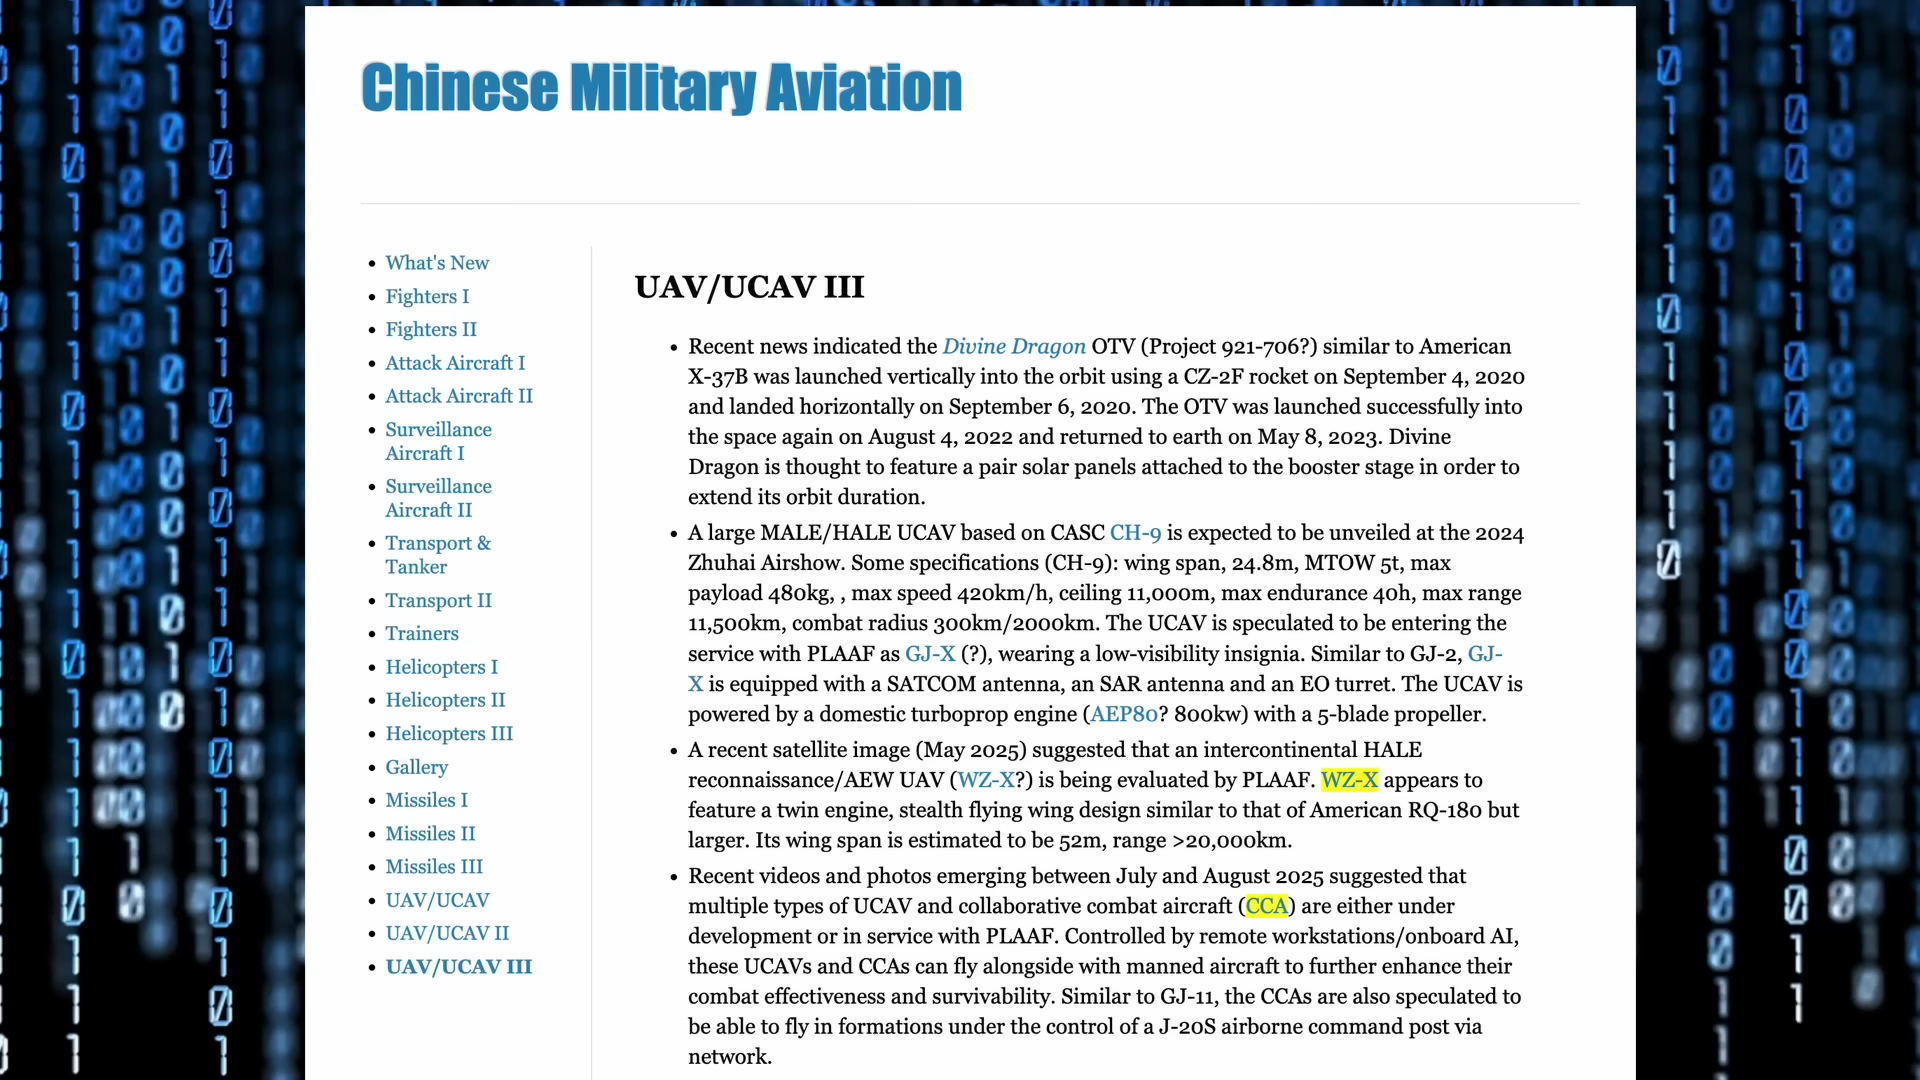 Chinese Military Aviation
What's New
Fighters I
Fighters II
Attack Aircraft I
Attack Aircraft II
Surveillance
Aircraft I
Surveillance
Aircraft II
Transport &
Tanker
Transport II
Trainers
Helicopters I
Helicopters II
Helicopters III
Gallery
Missiles I
Missiles II
Missiles III
UAV/UCAV
UAV/UCAV II
UAV/UCAV III
UAV/UCAV III
Recent news indicated the Divine Dragon OTV (Project 921-706?) similar to American
X-37B was launched vertically into the orbit using a CZ-2F rocket on September 4, 2020
and landed horizontally on September 6, 2020. The OTV was launched successfully into
the space again on August 4, 2022 and returned to earth on May 8, 2023. Divine
Dragon is thought to feature a pair solar panels attached to the booster stage in order to
extend its orbit duration.
A large MALE/HALE UCAV based on CASC CH-9 is expected to be unveiled at the 2024
Zhuhai Airshow. Some specifications (CH-9): wing span, 24.8m, MTOW 5t, max
payload 480kg, , max speed 420km/h, ceiling 11,000m, max endurance 40h, max range
11,500km, combat radius 300km/2000km. The UCAV is speculated to be entering the
service with PLAAF as GJ-X (?), wearing a low-visibility insignia. Similar to GJ-2, GJ-
X is equipped with a SATCOM antenna, an SAR antenna and an EO turret. The UCAV is
powered by a domestic turboprop engine (AEP80? 800kw) with a 5-blade propeller.
A recent satellite image (May 2025) suggested that an intercontinental HALE
reconnaissance/AEW UAV (WZ-X?) is being evaluated by PLAAF. WZ-X appears to
feature a twin engine, stealth flying wing design similar to that of American RQ-180 but
larger. Its wing span is estimated to be 52m, range >20,000km.
Recent videos and photos emerging between July and August 2025 suggested that
multiple types of UCAV and collaborative combat aircraft (CCA) are either under
development or in service with PLAAF. Controlled by remote workstations/onboard AI,
these UCAVs and CCAs can fly alongside with manned aircraft to further enhance their
combat effectiveness and survivability. Similar to GJ-11, the CCAs are also speculated to
be able to fly in formations under the control of a J-20S airborne command post via
network.